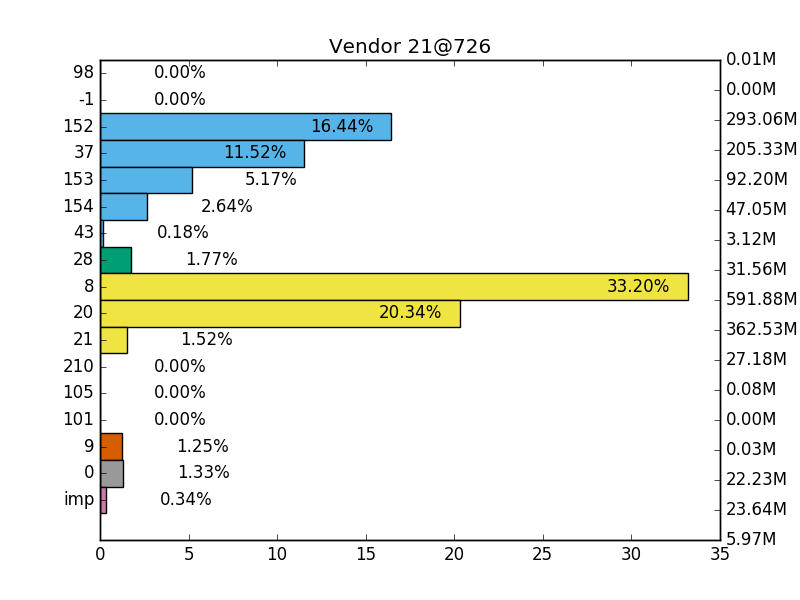 Vendor 21@726
98 0.00% 0.01M
-1 0.00% 0.00M
152 16.44% 293.06M
37 11.52% 205.33M
153 5.17% 92.20M
154 2.64% 47.05M
43 0.18% 3.12M
28 1.77% 31.56M
8 33.20% 591.88M
20 20.34% 362.53M
21 1.52% 27.18M
210 0.00% 0.08M
105 0.00% 0.00M
101 0.00% 0.03M
9 1.25% 22.23M
0 1.33% 23.64M
imp 0.34% 5.97M
0 5 10 15 20 25 30 35